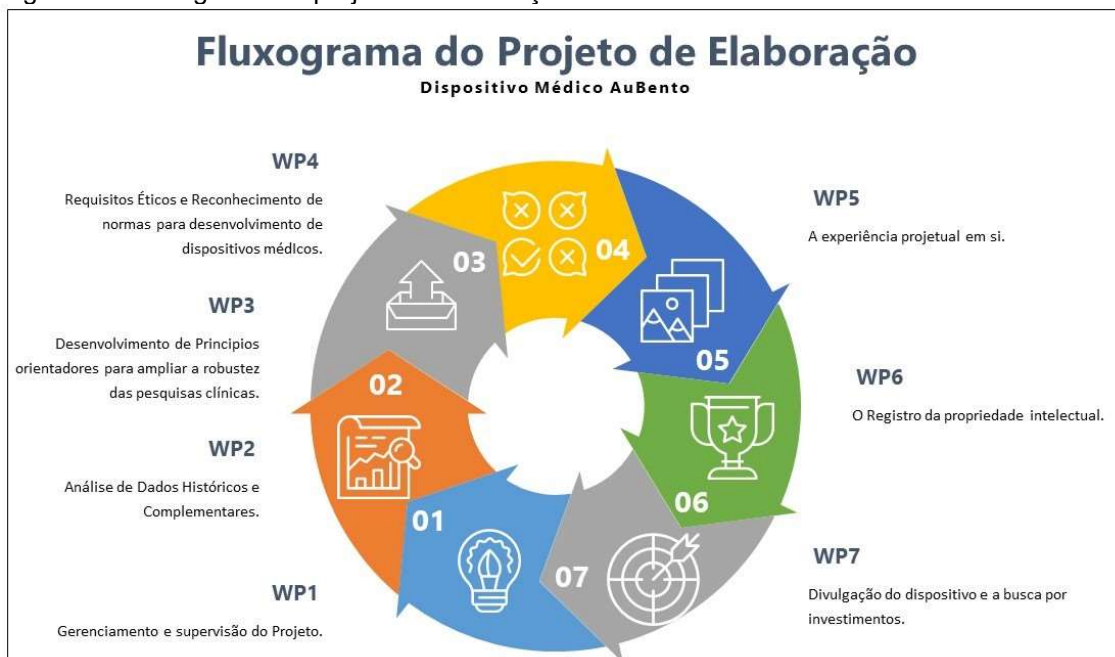 Fluxograma do Projeto de Elaboração
Dispositivo Médico AuBento
WP4
Requisitos Éticos e Reconhecimento de
normas para desenvolvimento de
dispositivos médIcos.
WP3
Desenvolvimento de Principios
orientadores para ampliar a robustez
das pesquisas clínicas.
WP2
Análise de Dados Históricos e
Complementares.
WP1
Gerenciamento e supervisão do Projeto.
01
02
03
04
05
06
07
WP5
A experiência projetual em si.
WP6
O Registro da propriedade intelectual.
WP7
Divulgação do dispositivo e a busca por
investimentos.